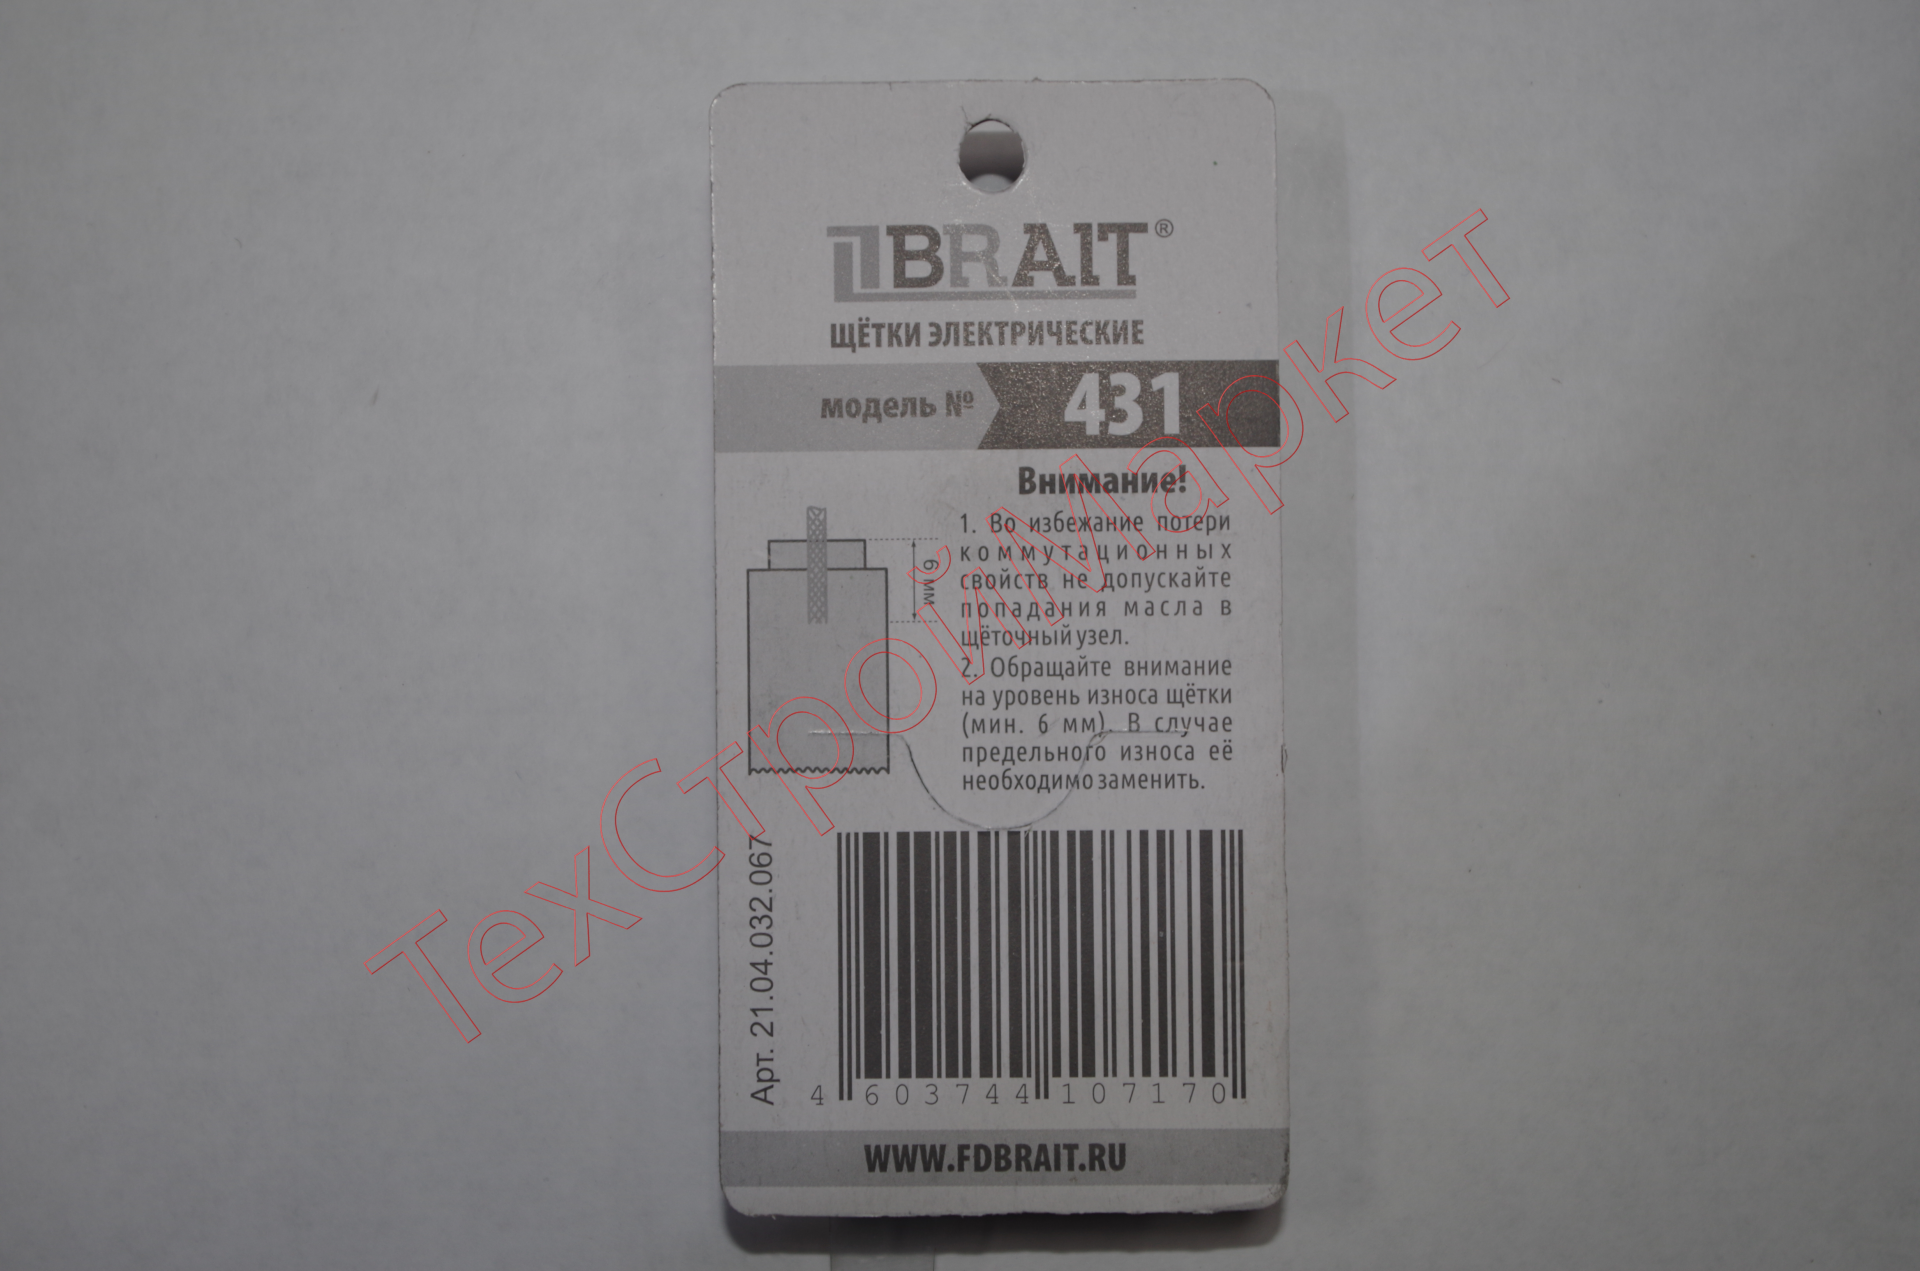 BRAIT®
ЩЁТКИ ЭЛЕКТРИЧЕСКИЕ
модель № 431
Внимание!
1. Во избежание потери
коммутационных
свойств не допускайте
попадания масла в
щёточный узел.
2. Обращайте внимание
на уровень износа щётки
(мин. 6 мм). В случае
предельного износа её
необходимо заменить.
6 мм
Арт. 21.04.032.067
4 603744 107170
WWW.FDBRAIT.RU
ТехСтройМаркет